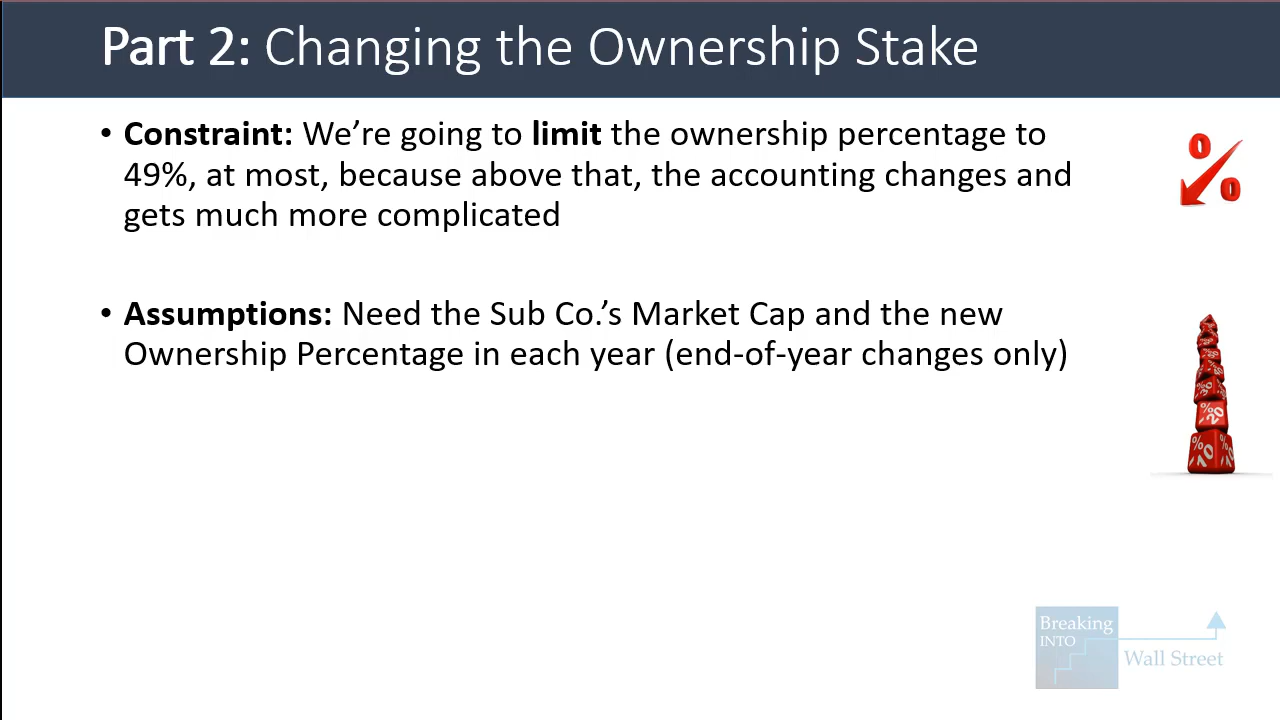 Part 2: Changing the Ownership Stake
• Constraint: We’re going to limit the ownership percentage to
49%, at most, because above that, the accounting changes and
gets much more complicated
• Assumptions: Need the Sub Co.’s Market Cap and the new
Ownership Percentage in each year (end-of-year changes only)
Breaking
INTO
Wall Street